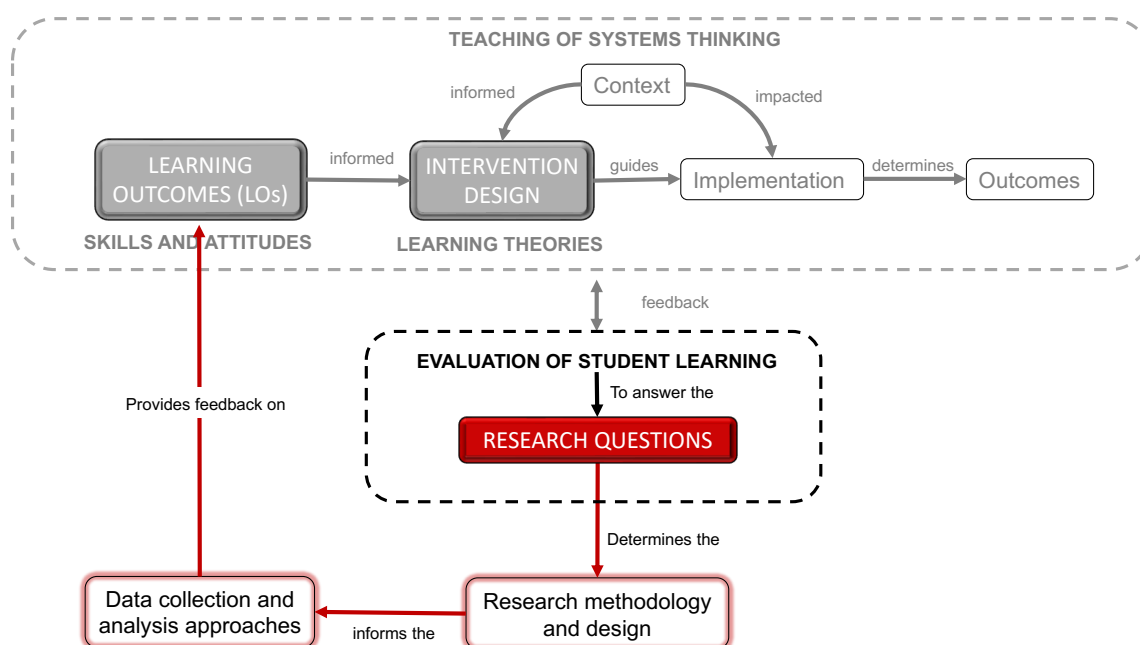 TEACHING OF SYSTEMS THINKING
Context
informed
impacted
LEARNING
OUTCOMES (LOs)
informed
INTERVENTION
DESIGN
guides
Implementation
determines
Outcomes
SKILLS AND ATTITUDES
LEARNING THEORIES
feedback
EVALUATION OF STUDENT LEARNING
To answer the
RESEARCH QUESTIONS
Provides feedback on
Determines the
Data collection and
analysis approaches
informs the
Research methodology
and design